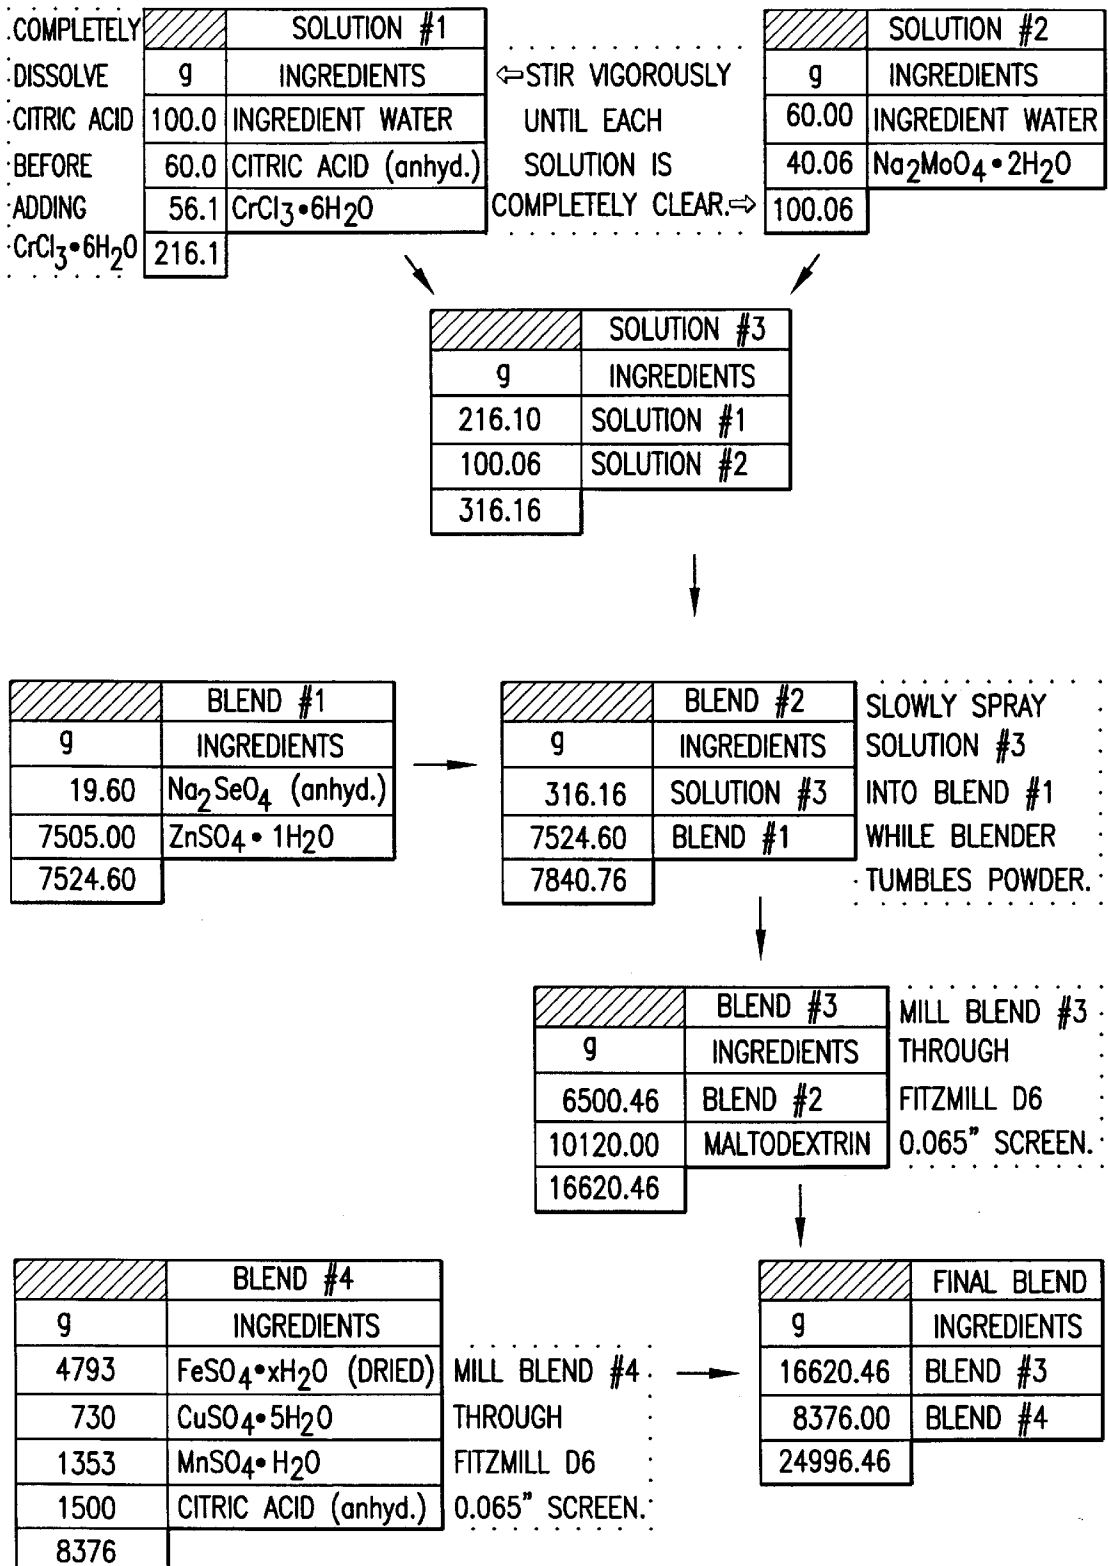 COMPLETELY
DISSOLVE
CITRIC ACID
BEFORE
ADDING
CrCl3•6H2O
SOLUTION #1
g INGREDIENTS
100.0 INGREDIENT WATER
60.0 CITRIC ACID (anhyd.)
56.1 CrCl3•6H2O
216.1
⇦STIR VIGOROUSLY
UNTIL EACH
SOLUTION IS
COMPLETELY CLEAR.⇨
SOLUTION #2
g INGREDIENTS
60.00 INGREDIENT WATER
40.06 Na2MoO4•2H2O
100.06
SOLUTION #3
g INGREDIENTS
216.10 SOLUTION #1
100.06 SOLUTION #2
316.16
BLEND #1
g INGREDIENTS
19.60 Na2SeO4 (anhyd.)
7505.00 ZnSO4•1H2O
7524.60
BLEND #2
g INGREDIENTS
316.16 SOLUTION #3
7524.60 BLEND #1
7840.76
SLOWLY SPRAY
SOLUTION #3
INTO BLEND #1
WHILE BLENDER
TUMBLES POWDER.
BLEND #3
g INGREDIENTS
6500.46 BLEND #2
10120.00 MALTODEXTRIN
16620.46
MILL BLEND #3
THROUGH
FITZMILL D6
0.065" SCREEN.
BLEND #4
g INGREDIENTS
4793 FeSO4•xH2O (DRIED)
730 CuSO4•5H2O
1353 MnSO4•H2O
1500 CITRIC ACID (anhyd.)
8376
MILL BLEND #4
THROUGH
FITZMILL D6
0.065" SCREEN.
FINAL BLEND
g INGREDIENTS
16620.46 BLEND #3
8376.00 BLEND #4
24996.46